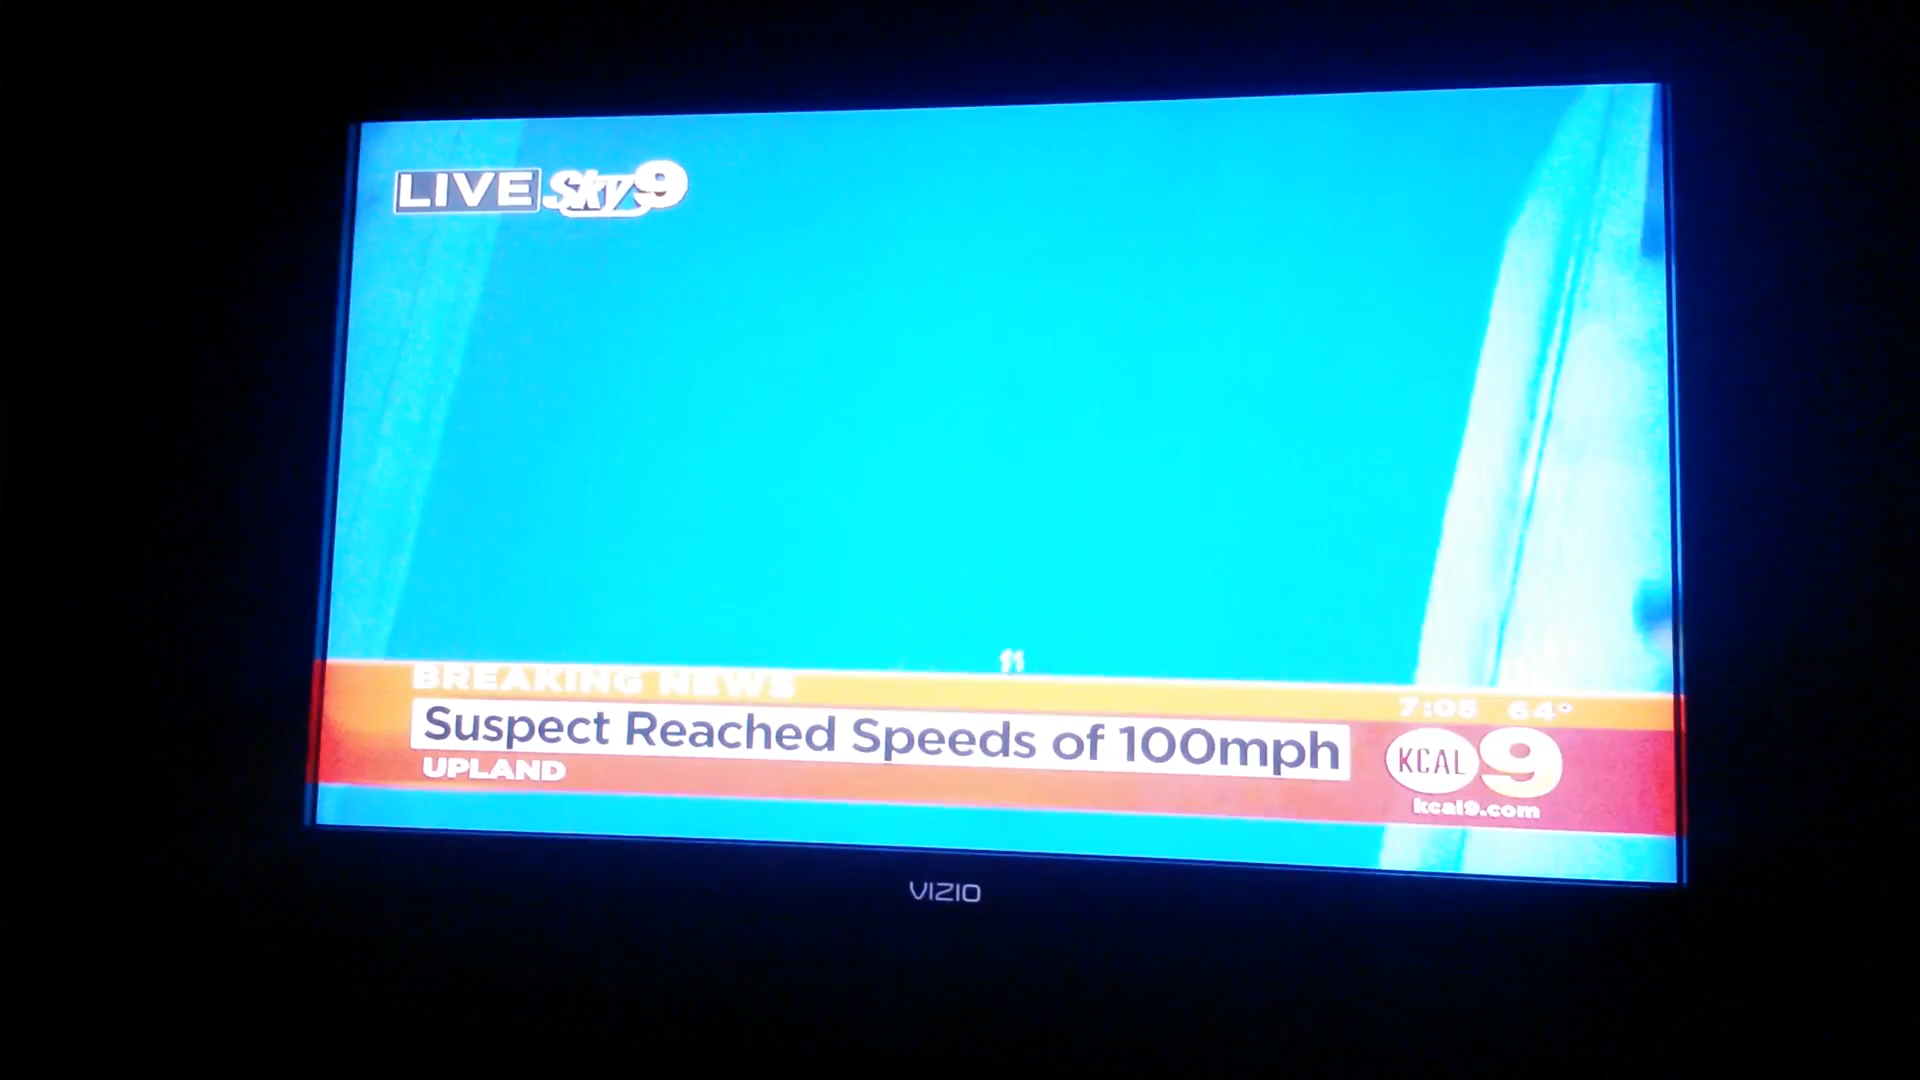 LIVE Sky9
BREAKING NEWS
7:05 64°
Suspect Reached Speeds of 100mph
KCAL 9
UPLAND
kcal9.com
VIZIO